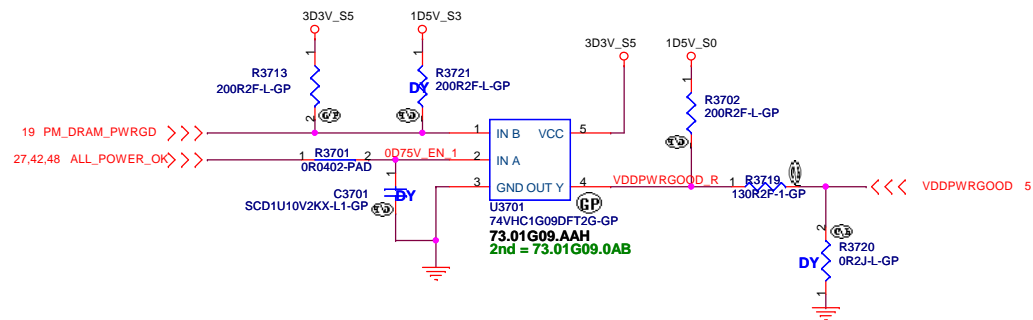 3D3V_S5
1D5V_S3
3D3V_S5
1D5V_S0
1
R3713
200R2F-L-GP
2
1
R3721
200R2F-L-GP
DY
1
R3702
200R2F-L-GP
19 PM_DRAM_PWRGD
1
IN B
VCC
5
27,42,48 ALL_POWER_OK
1
R3701
2
0R0402-PAD
0D75V_EN_1
2
IN A
3
GND
OUT Y
4
VDDPWRGOOD_R
1
R3719
130R2F-1-GP
VDDPWRGOOD 5
1
C3701
SCD1U10V2KX-L1-GP
DY
U3701
GP
74VHC1G09DFT2G-GP
73.01G09.AAH
2nd = 73.01G09.0AB
2
R3720
0R2J-L-GP
DY
1